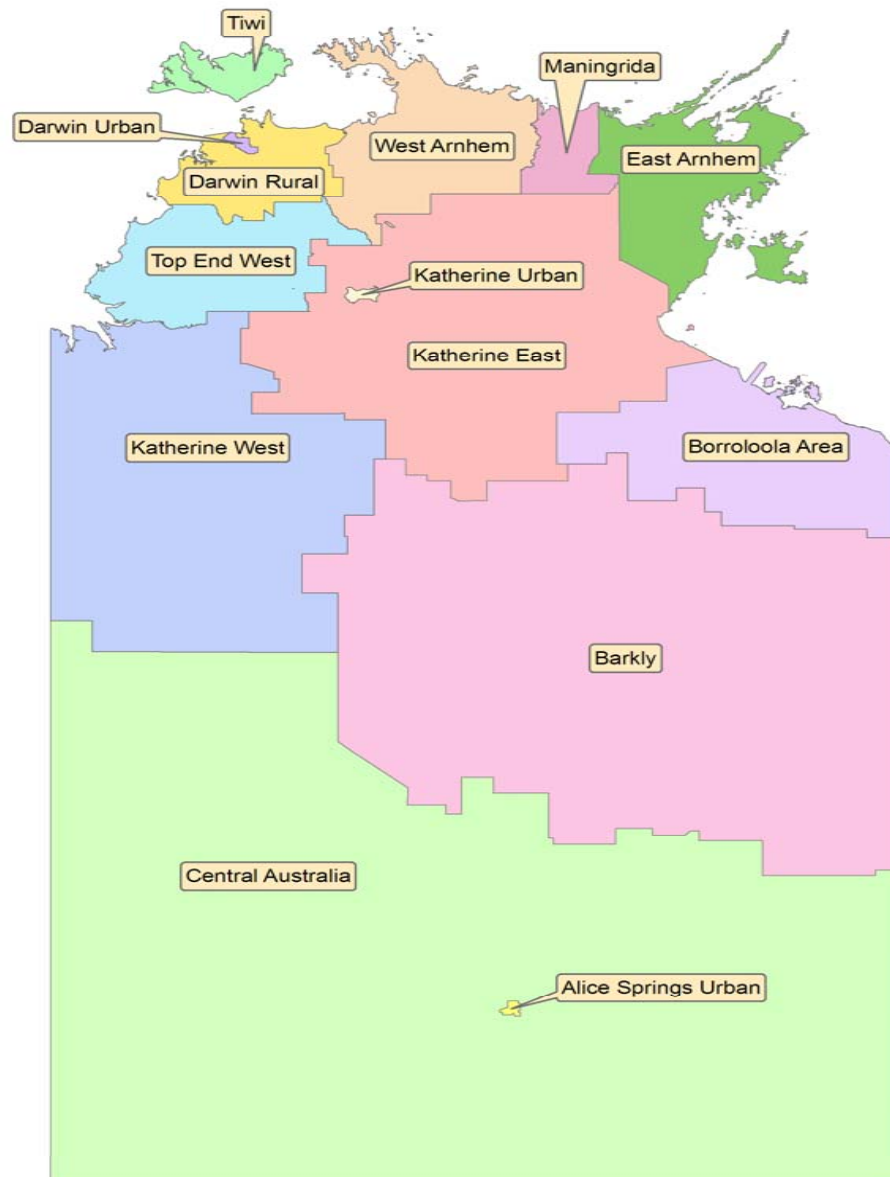 Tiwi
Maningrida
Darwin Urban
West Arnhem
East Arnhem
Darwin Rural
Top End West
Katherine Urban
Katherine East
Katherine West
Borroloola Area
Barkly
Central Australia
Alice Springs Urban